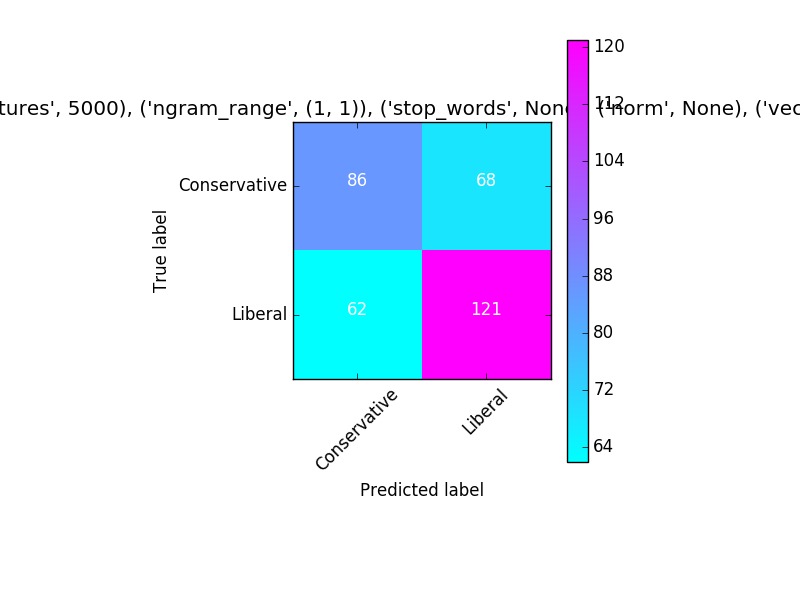 tures', 5000), ('ngram_range', (1, 1)), ('stop_words', None), ('norm', None), ('vec
120
112
104
96
88
80
72
64
True label
Conservative
86 68
Liberal
62 121
Conservative
Liberal
Predicted label